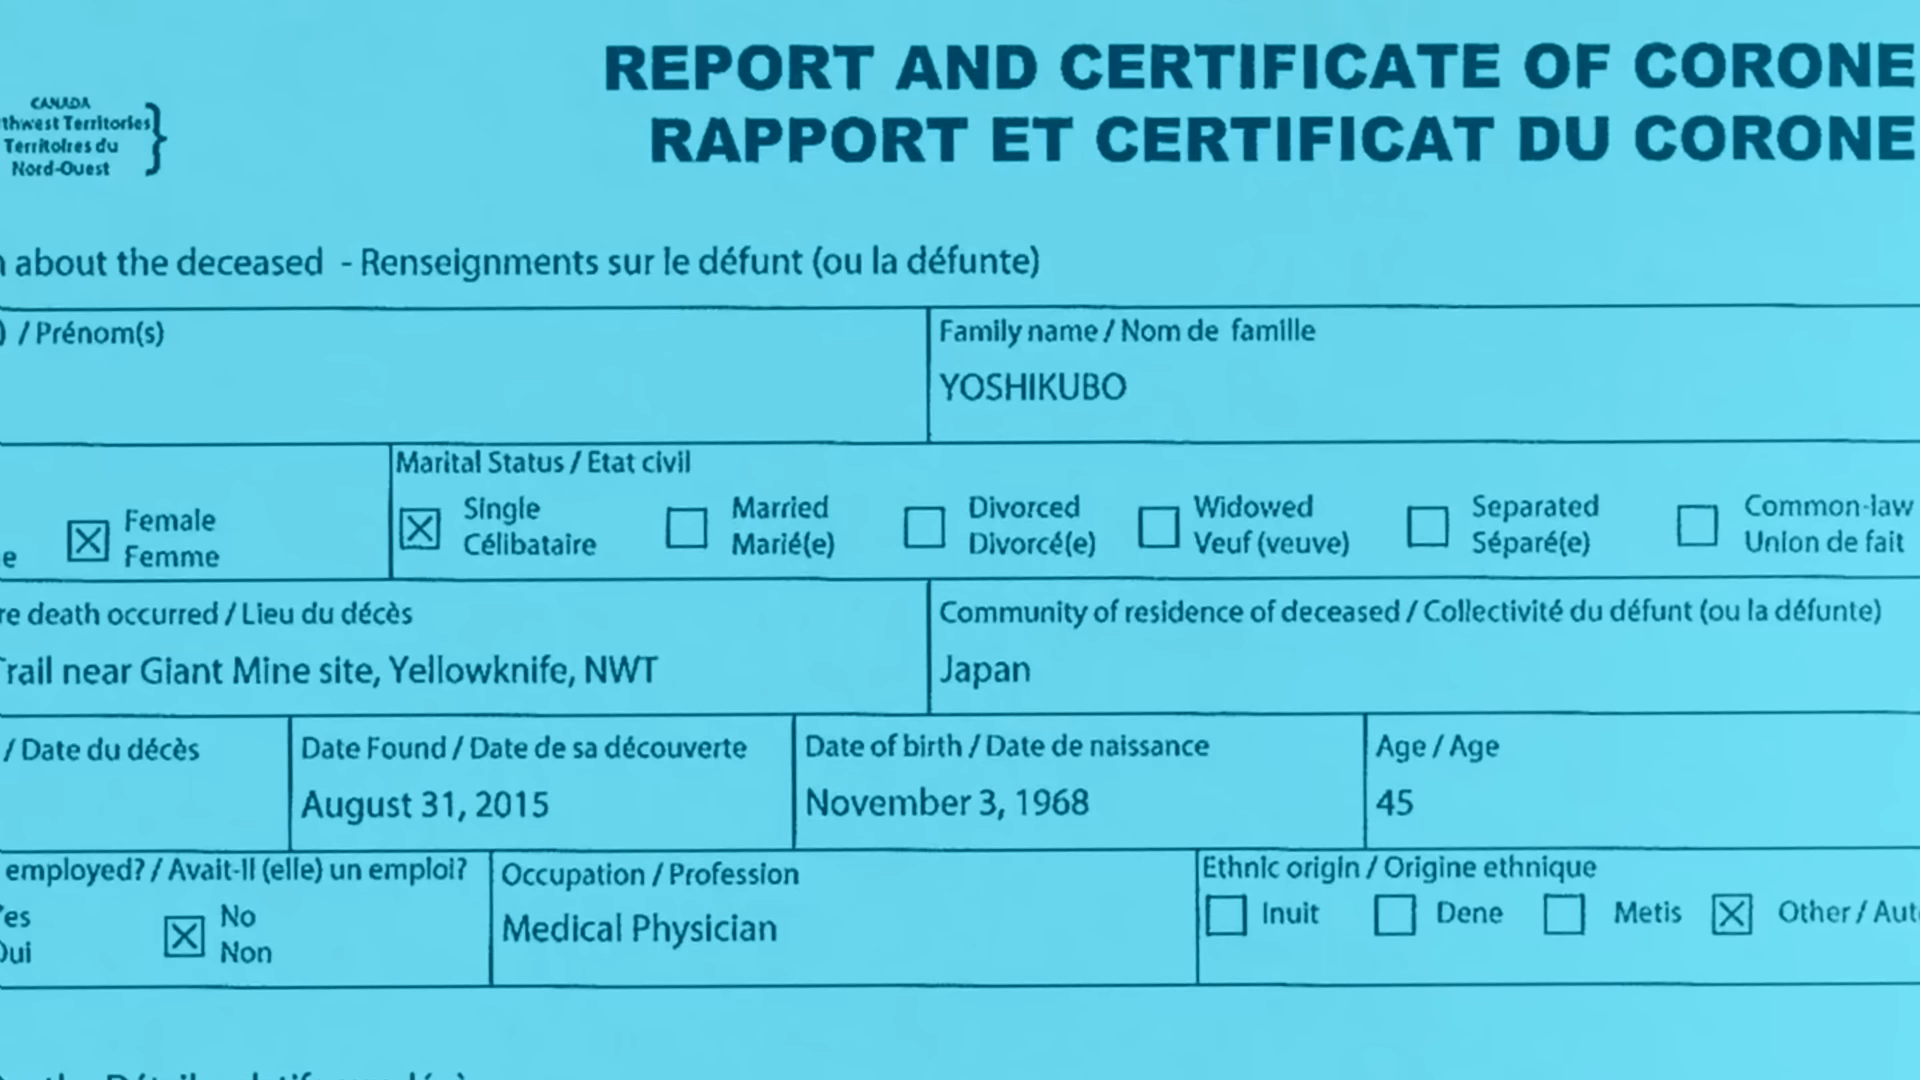 REPORT AND CERTIFICATE OF CORONE
RAPPORT ET CERTIFICAT DU CORONE
CANADA
thwest Territories
Territoires du
Nord-Ouest
about the deceased - Renseignments sur le défunt (ou la défunte)
) / Prénom(s)
Family name / Nom de famille
YOSHIKUBO
Marital Status / Etat civil
e
Female
Femme
Single
Célibataire
Married
Marié(e)
Divorced
Divorcé(e)
Widowed
Veuf (veuve)
Separated
Séparé(e)
Common-law
Union de fait
re death occurred / Lieu du décès
Trail near Giant Mine site, Yellowknife, NWT
Community of residence of deceased / Collectivité du défunt (ou la défunte)
Japan
/ Date du décès
Date Found / Date de sa découverte
August 31, 2015
Date of birth / Date de naissance
November 3, 1968
Age / Age
45
employed? / Avait-Il (elle) un emploi?
es
Oui
No
Non
Occupation / Profession
Medical Physician
Ethnic origin / Origine ethnique
Inuit
Dene
Metis
Other / Aut